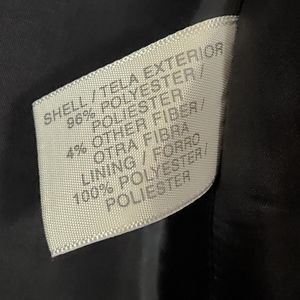 SHELL / TELA EXTERIOR
96% POLYESTER /
POLIESTER
4% OTHER FIBER /
OTRA FIBRA
LINING / FORRO
100% POLYESTER /
POLIESTER